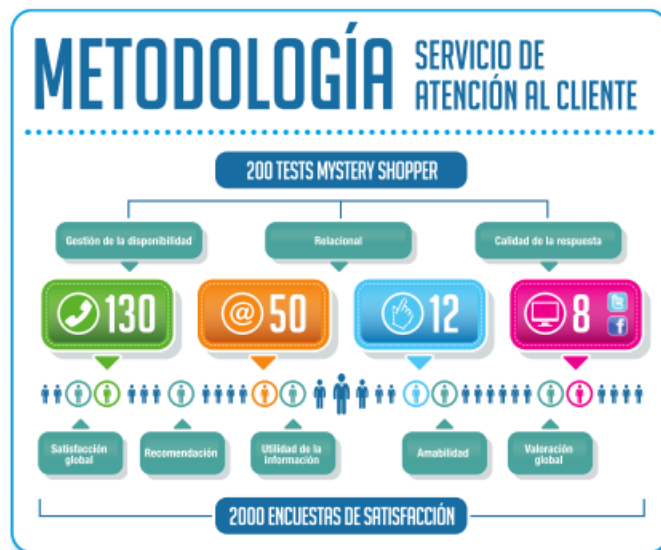 METODOLOGÍA
SERVICIO DE
ATENCIÓN AL CLIENTE
200 TESTS MYSTERY SHOPPER
Gestión de la disponibilidad
Relacional
Calidad de la respuesta
130
@ 50
12
8
Satisfacción
global
Recomendación
Utilidad de la
información
Amabilidad
Valoración
global
2000 ENCUESTAS DE SATISFACCIÓN